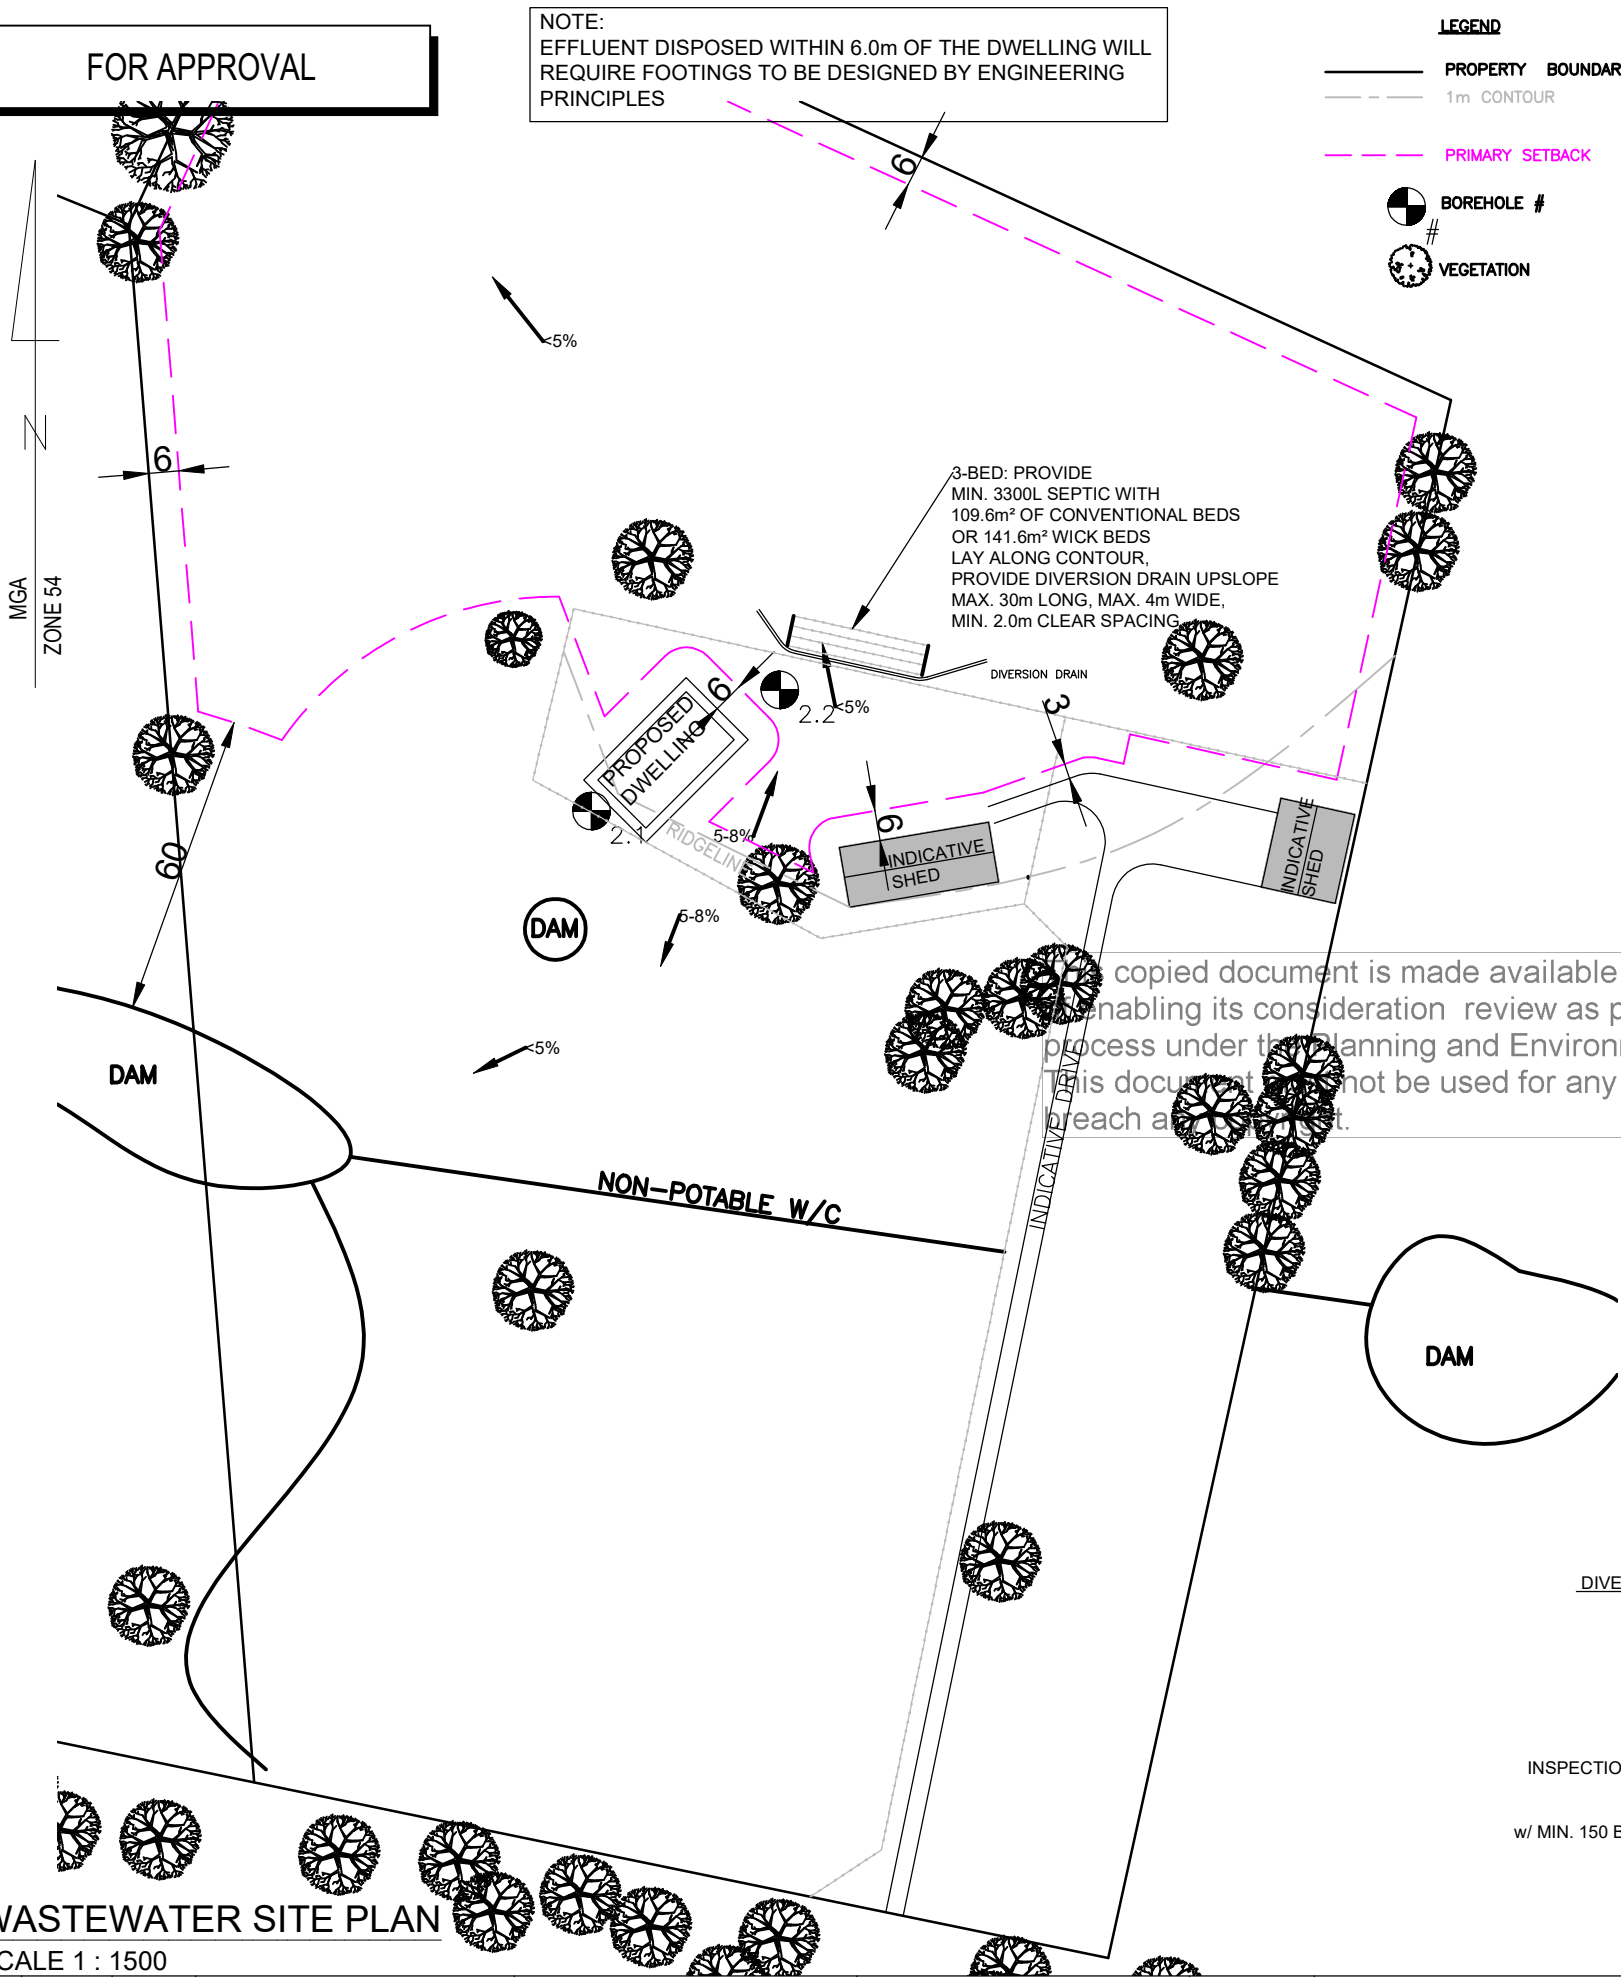 FOR APPROVAL
NOTE:
EFFLUENT DISPOSED WITHIN 6.0m OF THE DWELLING WILL
REQUIRE FOOTINGS TO BE DESIGNED BY ENGINEERING
PRINCIPLES
LEGEND
PROPERTY BOUNDAR
1m CONTOUR
PRIMARY SETBACK
BOREHOLE #
#
VEGETATION
6
<5%
N
MGA
ZONE 54
6
3-BED: PROVIDE
MIN. 3300L SEPTIC WITH
109.6m² OF CONVENTIONAL BEDS
OR 141.6m² WICK BEDS
LAY ALONG CONTOUR,
PROVIDE DIVERSION DRAIN UPSLOPE
MAX. 30m LONG, MAX. 4m WIDE,
MIN. 2.0m CLEAR SPACING
DIVERSION DRAIN
6
2.2
<5%
3
PROPOSED
DWELLING
2.1
RIDGELINE
5-8%
6
INDICATIVE
SHED
INDICATIVE
SHED
60
DAM
5-8%
<5%
DAM
copied document is made available
enabling its consideration review as p
process under the Planning and Environ
This document not be used for any
breach any
INDICATIVE DRIVE
NON-POTABLE W/C
DAM
DIVE
INSPECTIO
w/ MIN. 150 B
WASTEWATER SITE PLAN
CALE 1 : 1500